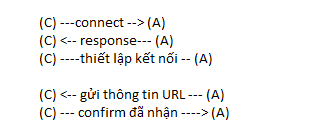 (C) ---connect --> (A)
(C) <-- response--- (A)
(C) ----thiết lập kết nối -- (A)
(C) <-- gửi thông tin URL --- (A)
(C) --- confirm đã nhận ----> (A)